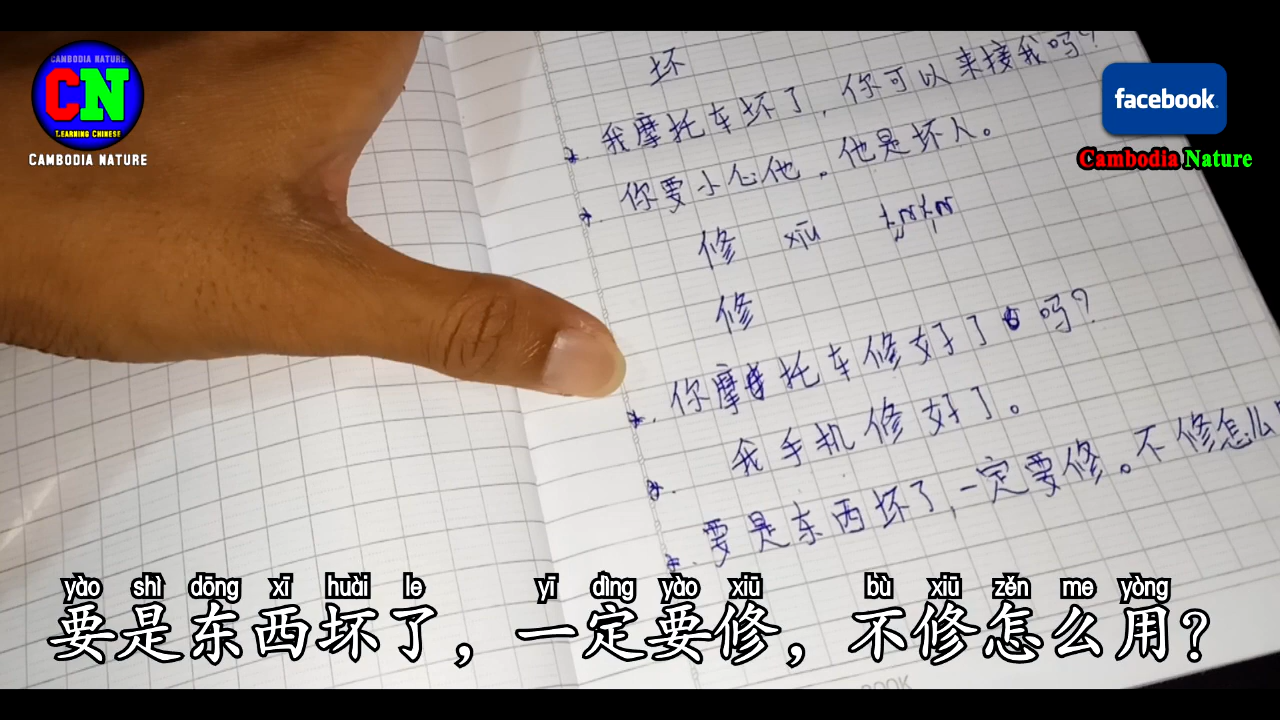 CAMBODIA NATURE
CN
LEARNING CHINESE
CAMBODIA NATURE
facebook
Cambodia Nature
坏
我摩托车坏了，你可以来接我吗？
你要小心他。他是坏人。
修 xiū
修
你摩托车修好了吗？
我手机修好了。
要是东西坏了，一定要修。不修怎么
yào shì dōng xī huài le yī dìng yào xiū bù xiū zěn me yòng
要是东西坏了，一定要修，不修怎么用？
BOOK